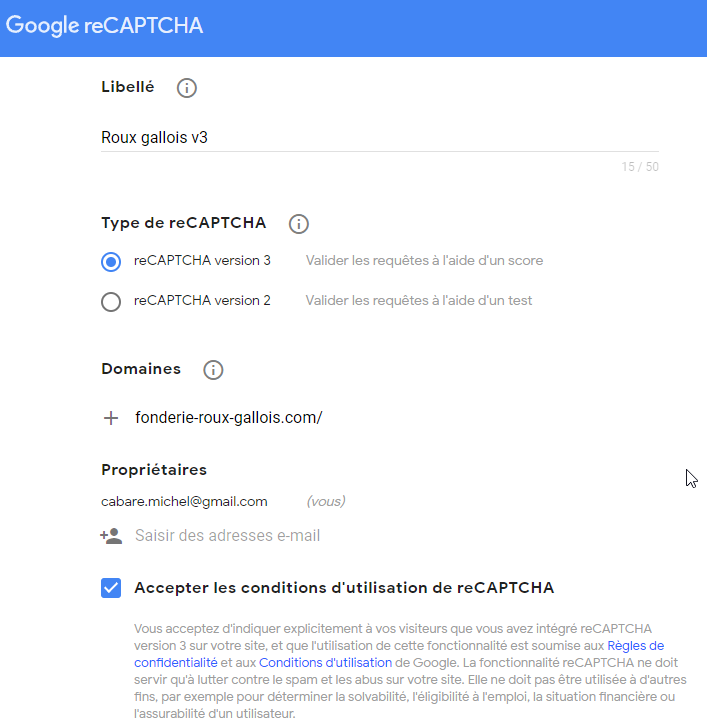 Google reCAPTCHA
Libellé
Roux gallois v3
15 / 50
Type de reCAPTCHA
reCAPTCHA version 3 Valider les requêtes à l'aide d'un score
reCAPTCHA version 2 Valider les requêtes à l'aide d'un test
Domaines
+ fonderie-roux-gallois.com/
Propriétaires
cabare.michel@gmail.com (vous)
Saisir des adresses e-mail
Accepter les conditions d'utilisation de reCAPTCHA
Vous acceptez d'indiquer explicitement à vos visiteurs que vous avez intégré reCAPTCHA
version 3 sur votre site, et que l'utilisation de cette fonctionnalité est soumise aux Règles de
confidentialité et aux Conditions d'utilisation de Google. La fonctionnalité reCAPTCHA ne doit
servir qu'à lutter contre le spam et les abus sur votre site. Elle ne doit pas être utilisée à d'autres
fins, par exemple pour déterminer la solvabilité, l'éligibilité à l'emploi, la situation financière ou
l'assurabilité d'un utilisateur.